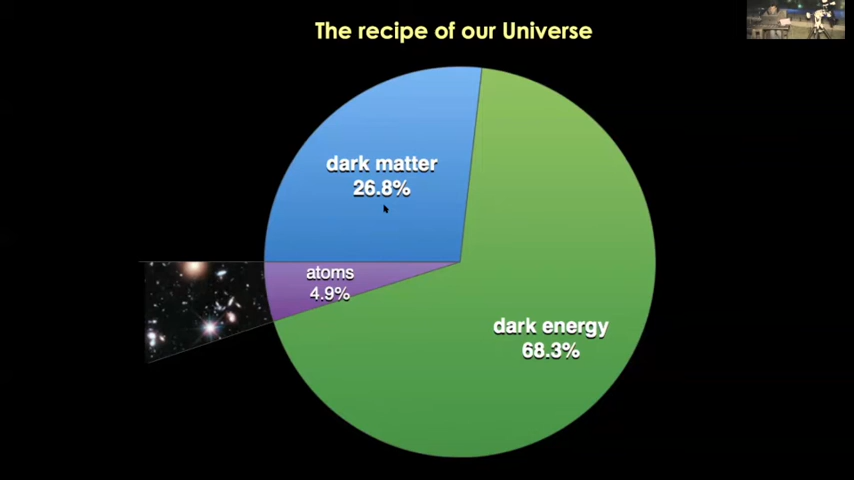 The recipe of our Universe
dark matter
26.8%
atoms
4.9%
dark energy
68.3%